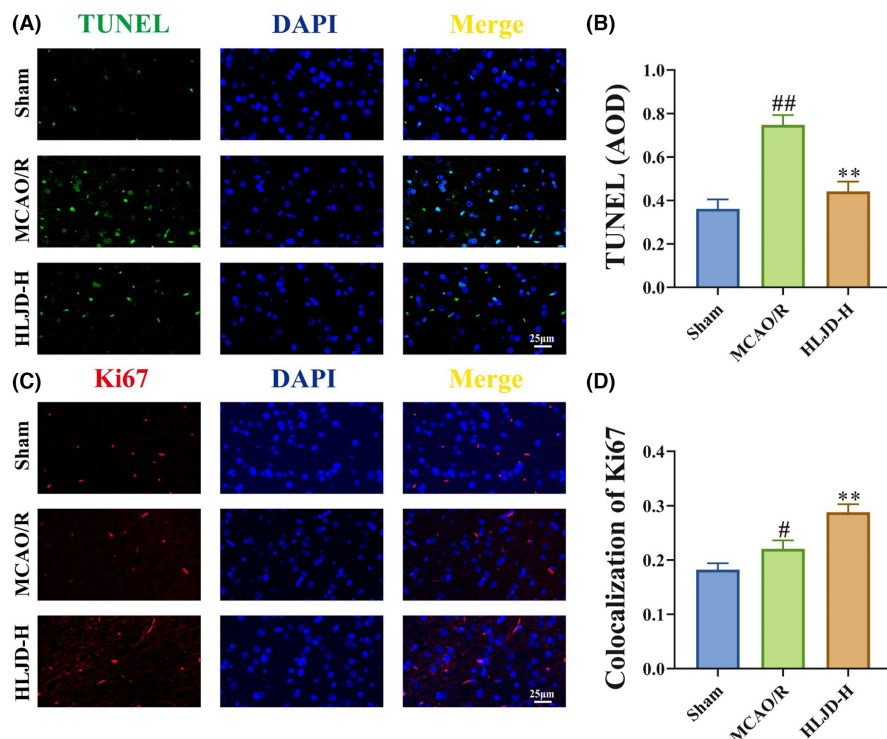 (A)
TUNEL DAPI Merge
Sham
MCAO/R
HLJD-H
25μm
(B)
TUNEL (AOD)
1.0
0.8
0.6
0.4
0.2
0.0
##
**
Sham
MCAO/R
HLJD-H
(C)
Ki67 DAPI Merge
Sham
MCAO/R
HLJD-H
25μm
(D)
Colocalization of Ki67
0.4
0.3
0.2
0.1
0.0
#
**
Sham
MCAO/R
HLJD-H